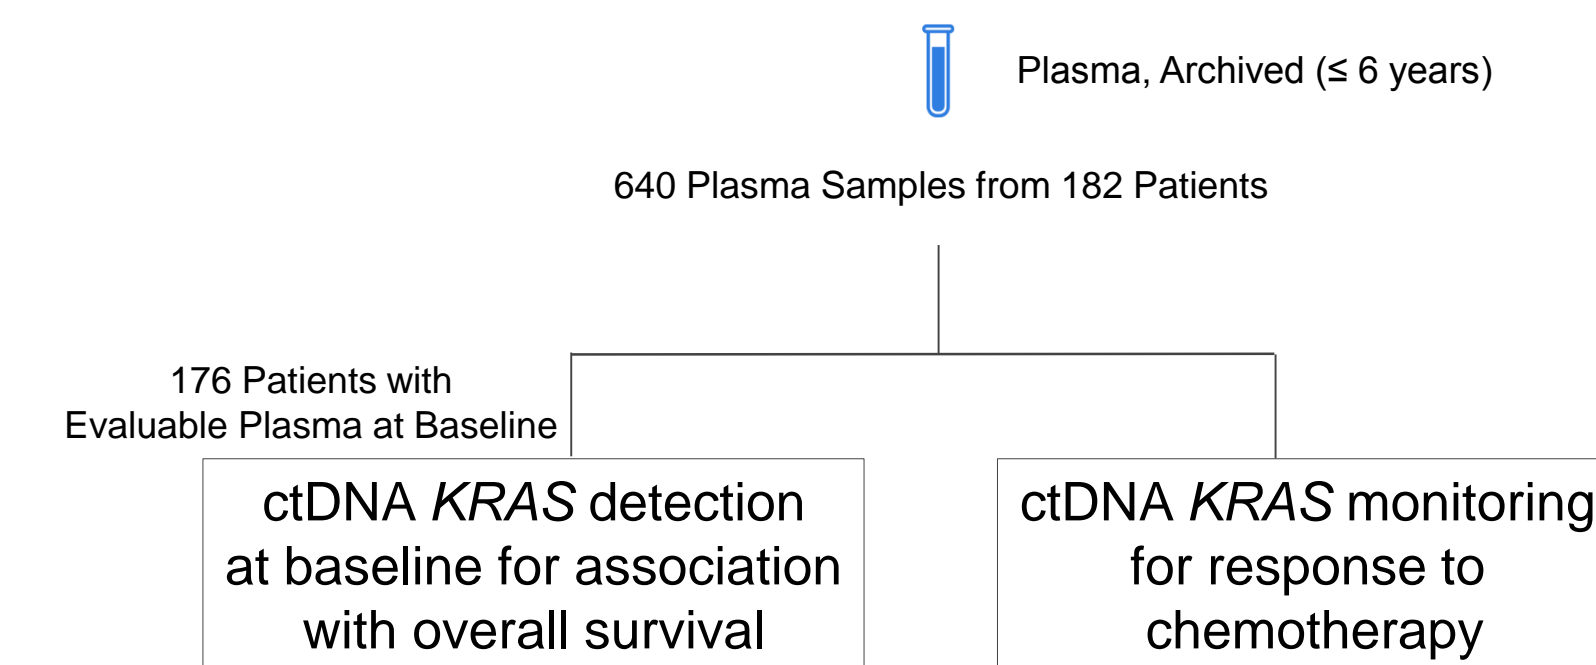 Plasma, Archived (≤ 6 years)
640 Plasma Samples from 182 Patients
176 Patients with
Evaluable Plasma at Baseline
ctDNA KRAS detection
at baseline for association
with overall survival
ctDNA KRAS monitoring
for response to
chemotherapy